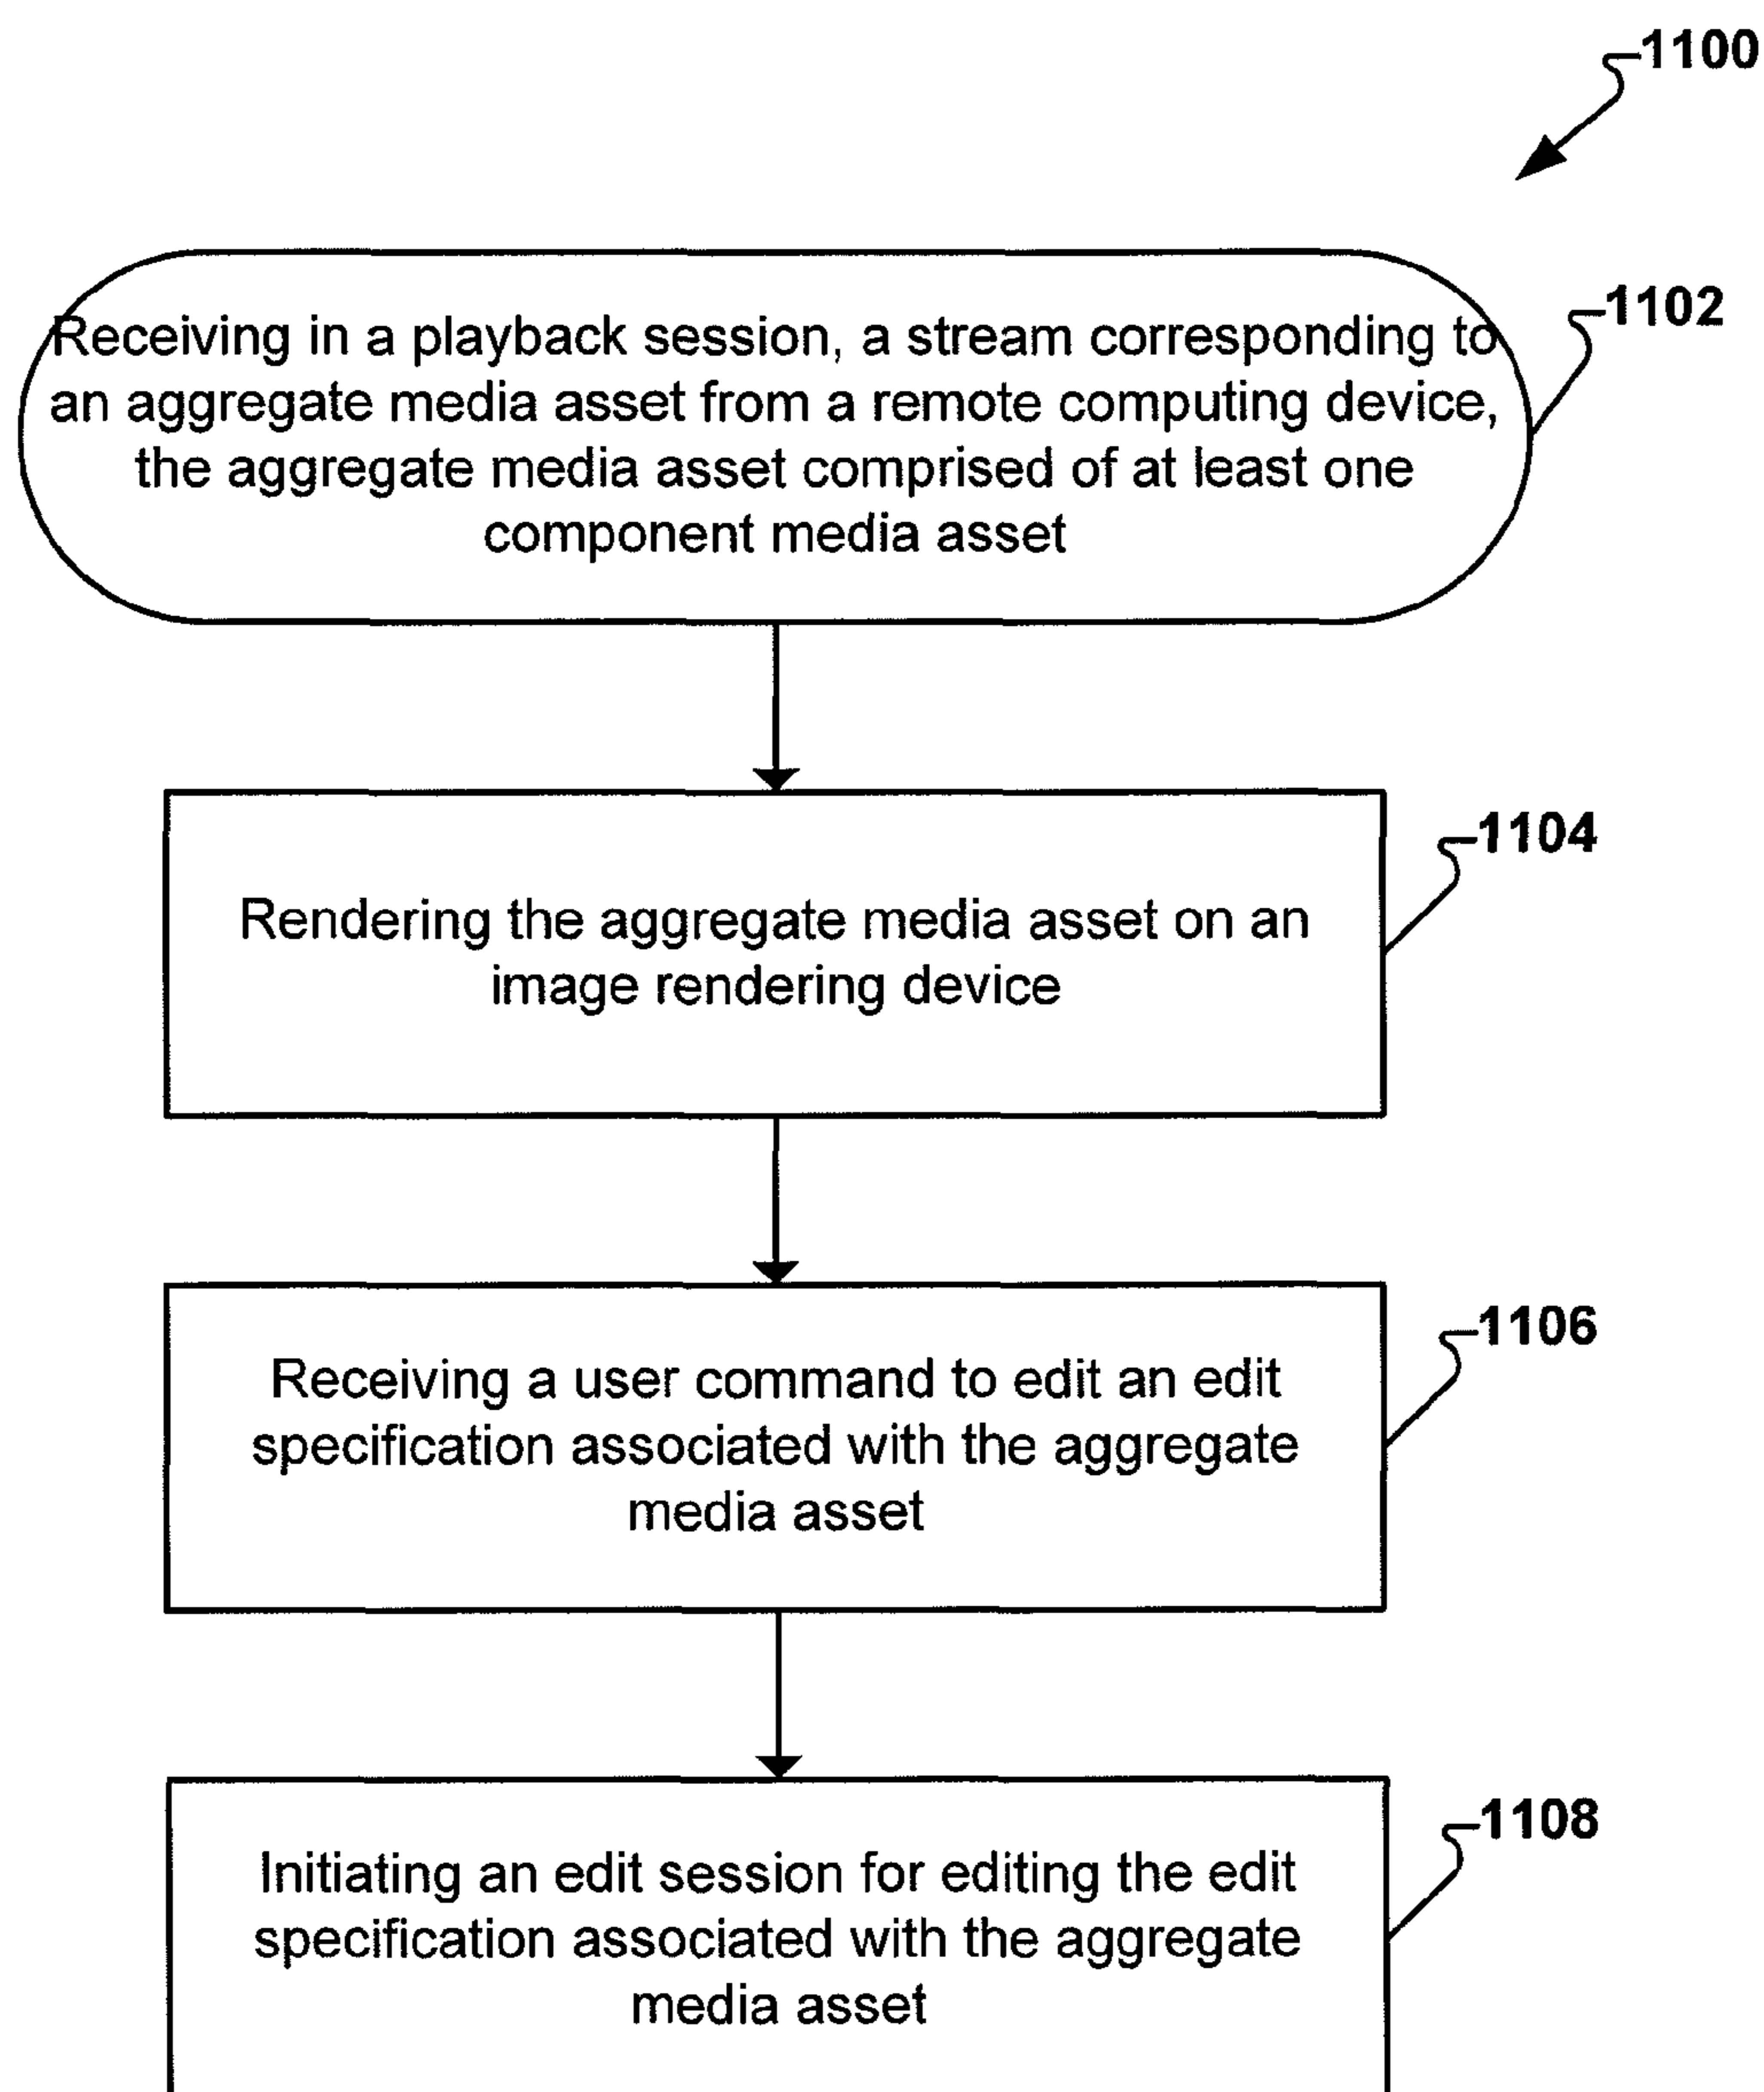 1100
1102
Receiving in a playback session, a stream corresponding to
an aggregate media asset from a remote computing device,
the aggregate media asset comprised of at least one
component media asset
1104
Rendering the aggregate media asset on an
image rendering device
1106
Receiving a user command to edit an edit
specification associated with the aggregate
media asset
1108
Initiating an edit session for editing the edit
specification associated with the aggregate
media asset